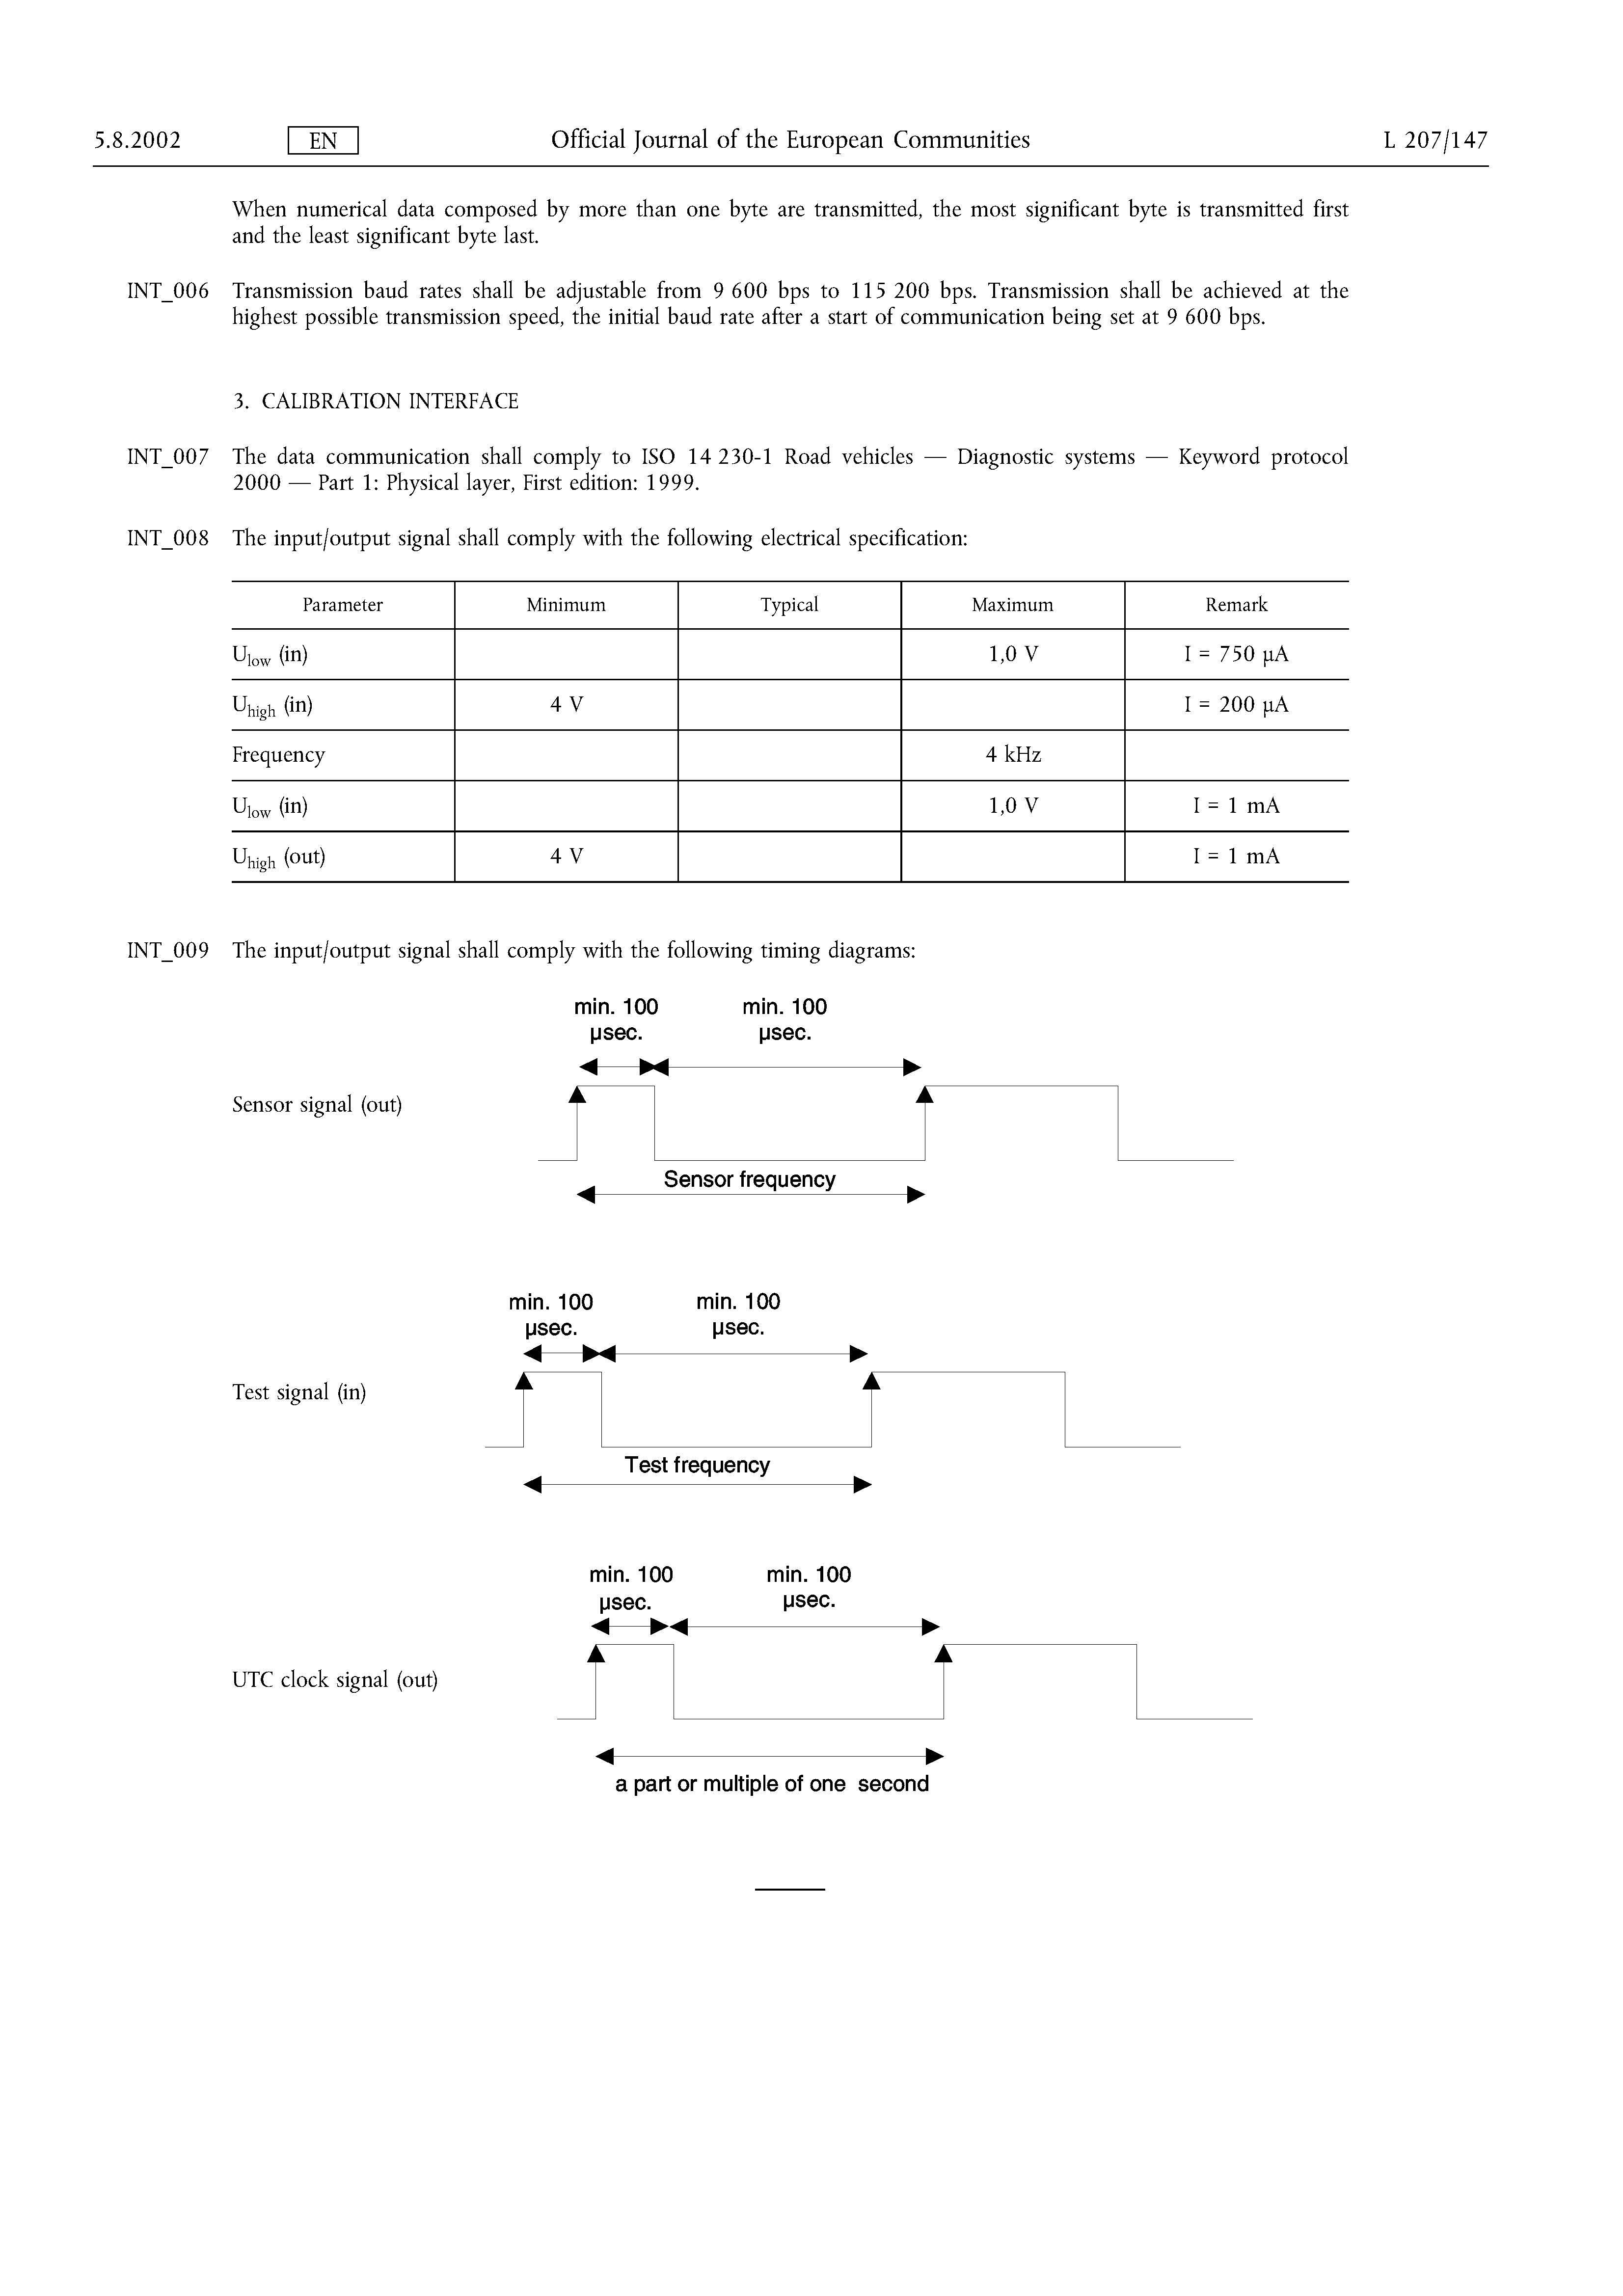 5.8.2002 EN Official Journal of the European Communities L 207/147
When numerical data composed by more than one byte are transmitted, the most significant byte is transmitted first
and the least significant byte last.
INT_006 Transmission baud rates shall be adjustable from 9 600 bps to 115 200 bps. Transmission shall be achieved at the
highest possible transmission speed, the initial baud rate after a start of communication being set at 9 600 bps.
3. CALIBRATION INTERFACE
INT_007 The data communication shall comply to ISO 14 230-1 Road vehicles — Diagnostic systems — Keyword protocol
2000 — Part 1: Physical layer, First edition: 1999.
INT_008 The input/output signal shall comply with the following electrical specification:
Parameter Minimum Typical Maximum Remark
Ulow (in) 1,0 V I = 750 µA
Uhigh (in) 4 V I = 200 µA
Frequency 4 kHz
Ulow (in) 1,0 V I = 1 mA
Uhigh (out) 4 V I = 1 mA
INT_009 The input/output signal shall comply with the following timing diagrams:
min. 100 min. 100
µsec. µsec.
Sensor signal (out)
Sensor frequency
min. 100 min. 100
µsec. µsec.
Test signal (in)
Test frequency
min. 100 min. 100
µsec. µsec.
UTC clock signal (out)
a part or multiple of one second